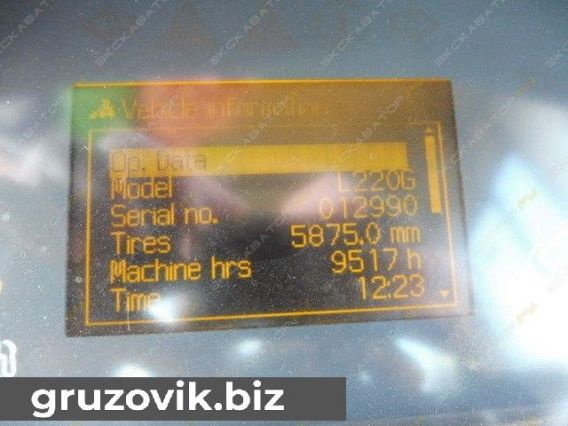 Vehicle information
Op. Data
Model L220G
Serial no. 012990
Tires 5875.0 mm
Machine hrs 9517 h
Time 12:23
gruzovik.biz